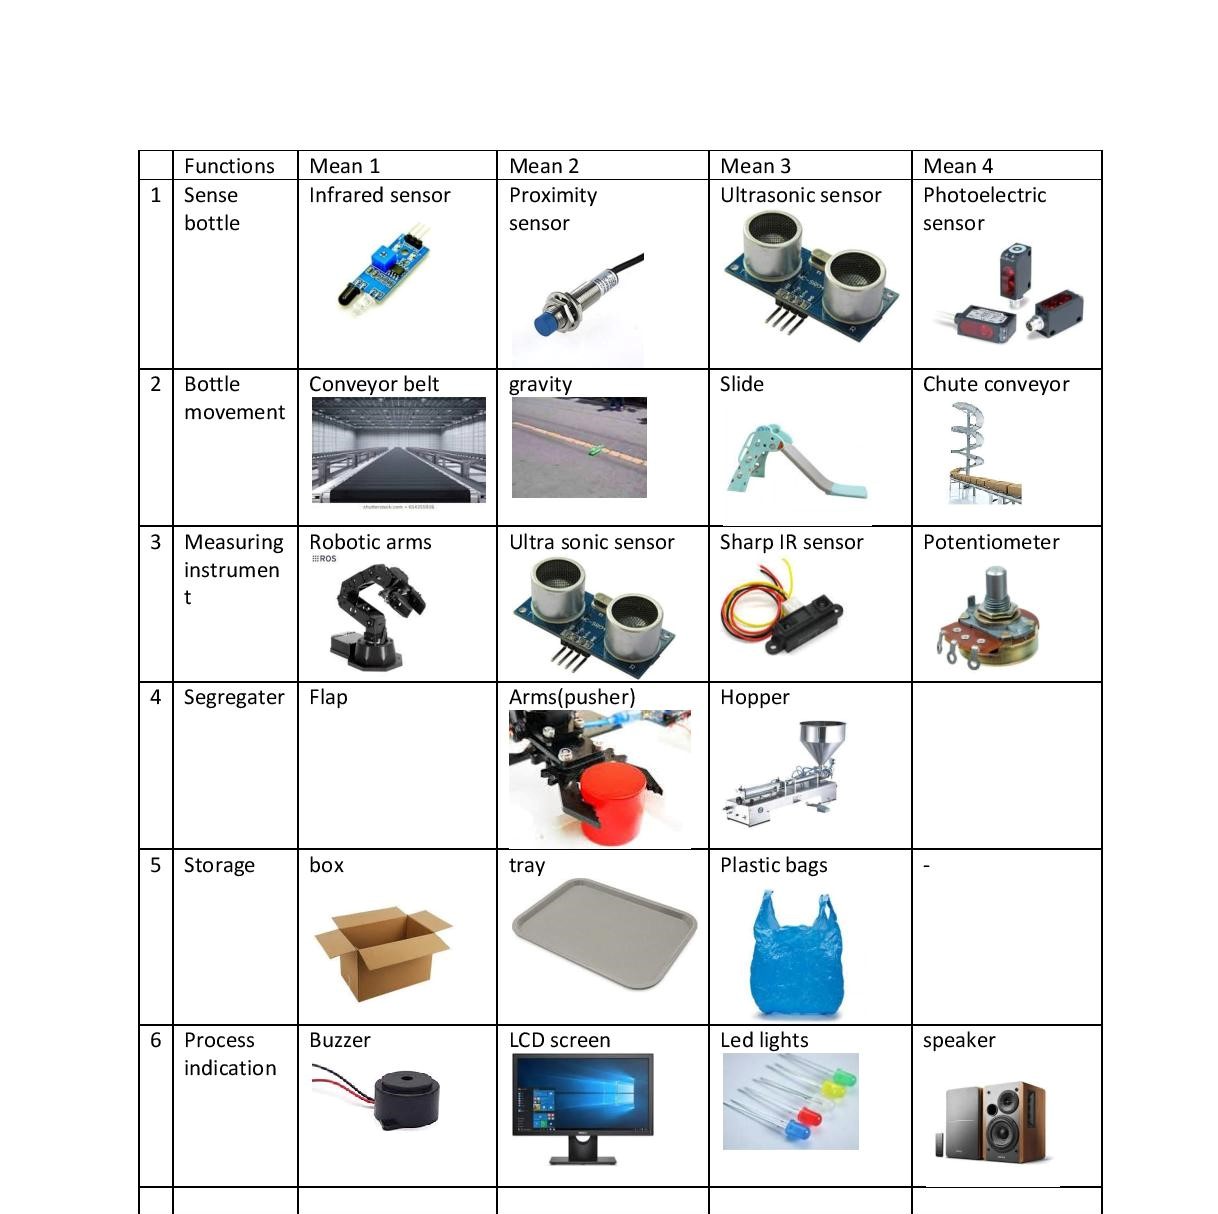 Functions Mean 1 Mean 2 Mean 3 Mean 4
1 Sense Infrared sensor Proximity Ultrasonic sensor Photoelectric
bottle sensor sensor
2 Bottle Conveyor belt gravity Slide Chute conveyor
movement
3 Measuring Robotic arms Ultra sonic sensor Sharp IR sensor Potentiometer
instrumen ROS
t
4 Segregater Flap Arms(pusher) Hopper
5 Storage box tray Plastic bags -
6 Process Buzzer LCD screen Led lights speaker
indication